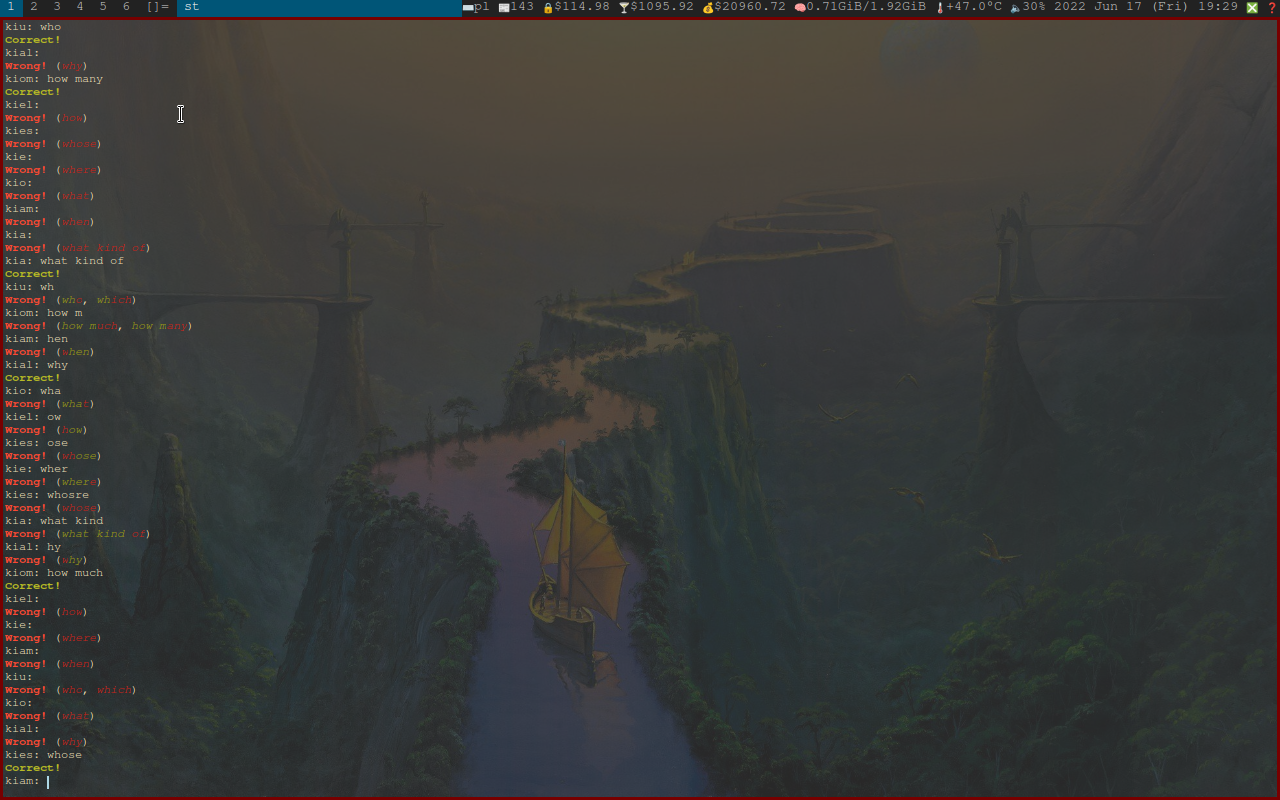 1 2 3 4 5 6 []= st pl 143 $114.98 $1095.92 $20960.72 0.71GiB/1.92GiB +47.0°C 30% 2022 Jun 17 (Fri) 19:29 ❎ ❓
kiu: who
Correct!
kial:
Wrong! (why)
kiom: how many
Correct!
kiel:
Wrong! (how)
kies:
Wrong! (whose)
kie:
Wrong! (where)
kio:
Wrong! (what)
kiam:
Wrong! (when)
kia:
Wrong! (what kind of)
kia: what kind of
Correct!
kiu: wh
Wrong! (who, which)
kiom: how m
Wrong! (how much, how many)
kiam: hen
Wrong! (when)
kial: why
Correct!
kio: wha
Wrong! (what)
kiel: ow
Wrong! (how)
kies: ose
Wrong! (whose)
kie: wher
Wrong! (where)
kies: whosre
Wrong! (whose)
kia: what kind
Wrong! (what kind of)
kial: hy
Wrong! (why)
kiom: how much
Correct!
kiel:
Wrong! (how)
kie:
Wrong! (where)
kiam:
Wrong! (when)
kiu:
Wrong! (who, which)
kio:
Wrong! (what)
kial:
Wrong! (why)
kies: whose
Correct!
kiam: